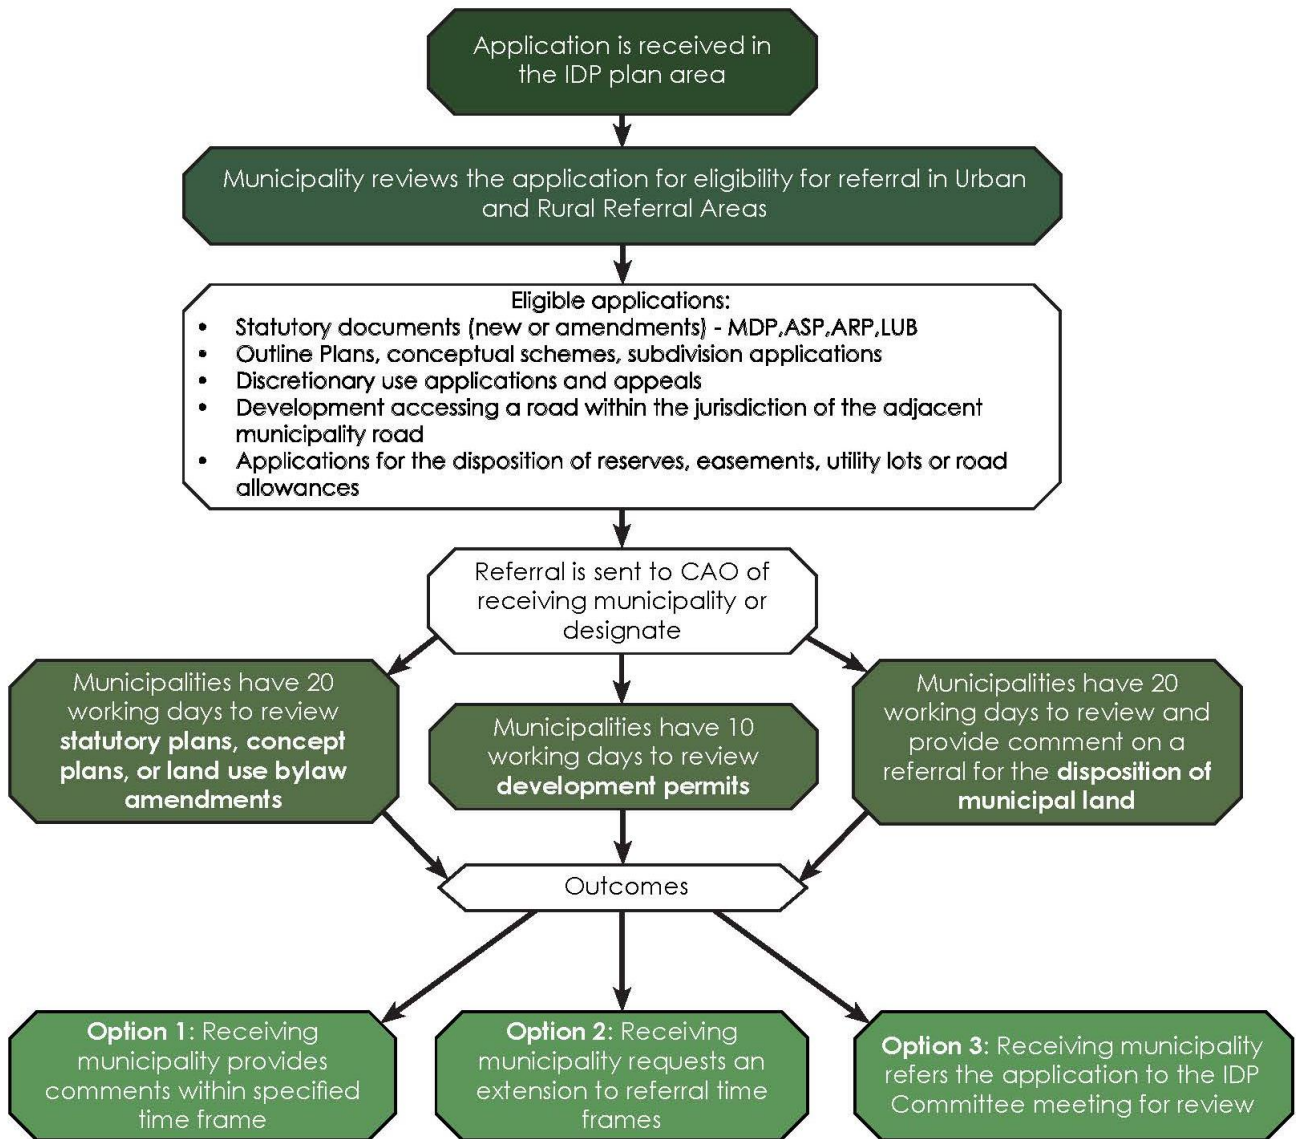 Application is received in
the IDP plan area
Municipality reviews the application for eligibility for referral in Urban
and Rural Referral Areas
Eligible applications:
• Statutory documents (new or amendments) - MDP,ASP,ARP,LUB
• Outline Plans, conceptual schemes, subdivision applications
• Discretionary use applications and appeals
• Development accessing a road within the jurisdiction of the adjacent
municipality road
• Applications for the disposition of reserves, easements, utility lots or road
allowances
Referral is sent to CAO of
receiving municipality or
designate
Municipalities have 20
working days to review
statutory plans, concept
plans, or land use bylaw
amendments
Municipalities have 10
working days to review
development permits
Municipalities have 20
working days to review and
provide comment on a
referral for the disposition of
municipal land
Outcomes
Option 1: Receiving
municipality provides
comments within specified
time frame
Option 2: Receiving
municipality requests an
extension to referral time
frames
Option 3: Receiving municipality
refers the application to the IDP
Committee meeting for review